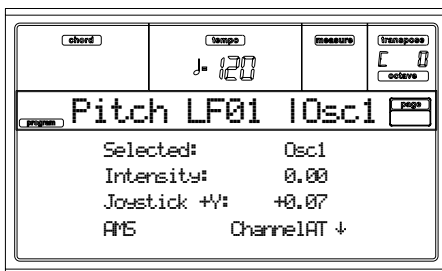 chord tempo measure transpose
♩= 120 C 0
octave
program Pitch LFO1 |Osc1 page
Selected: Osc1
Intensity: 0.00
Joystick +Y: +0.07
AMS ChannelAT ↓